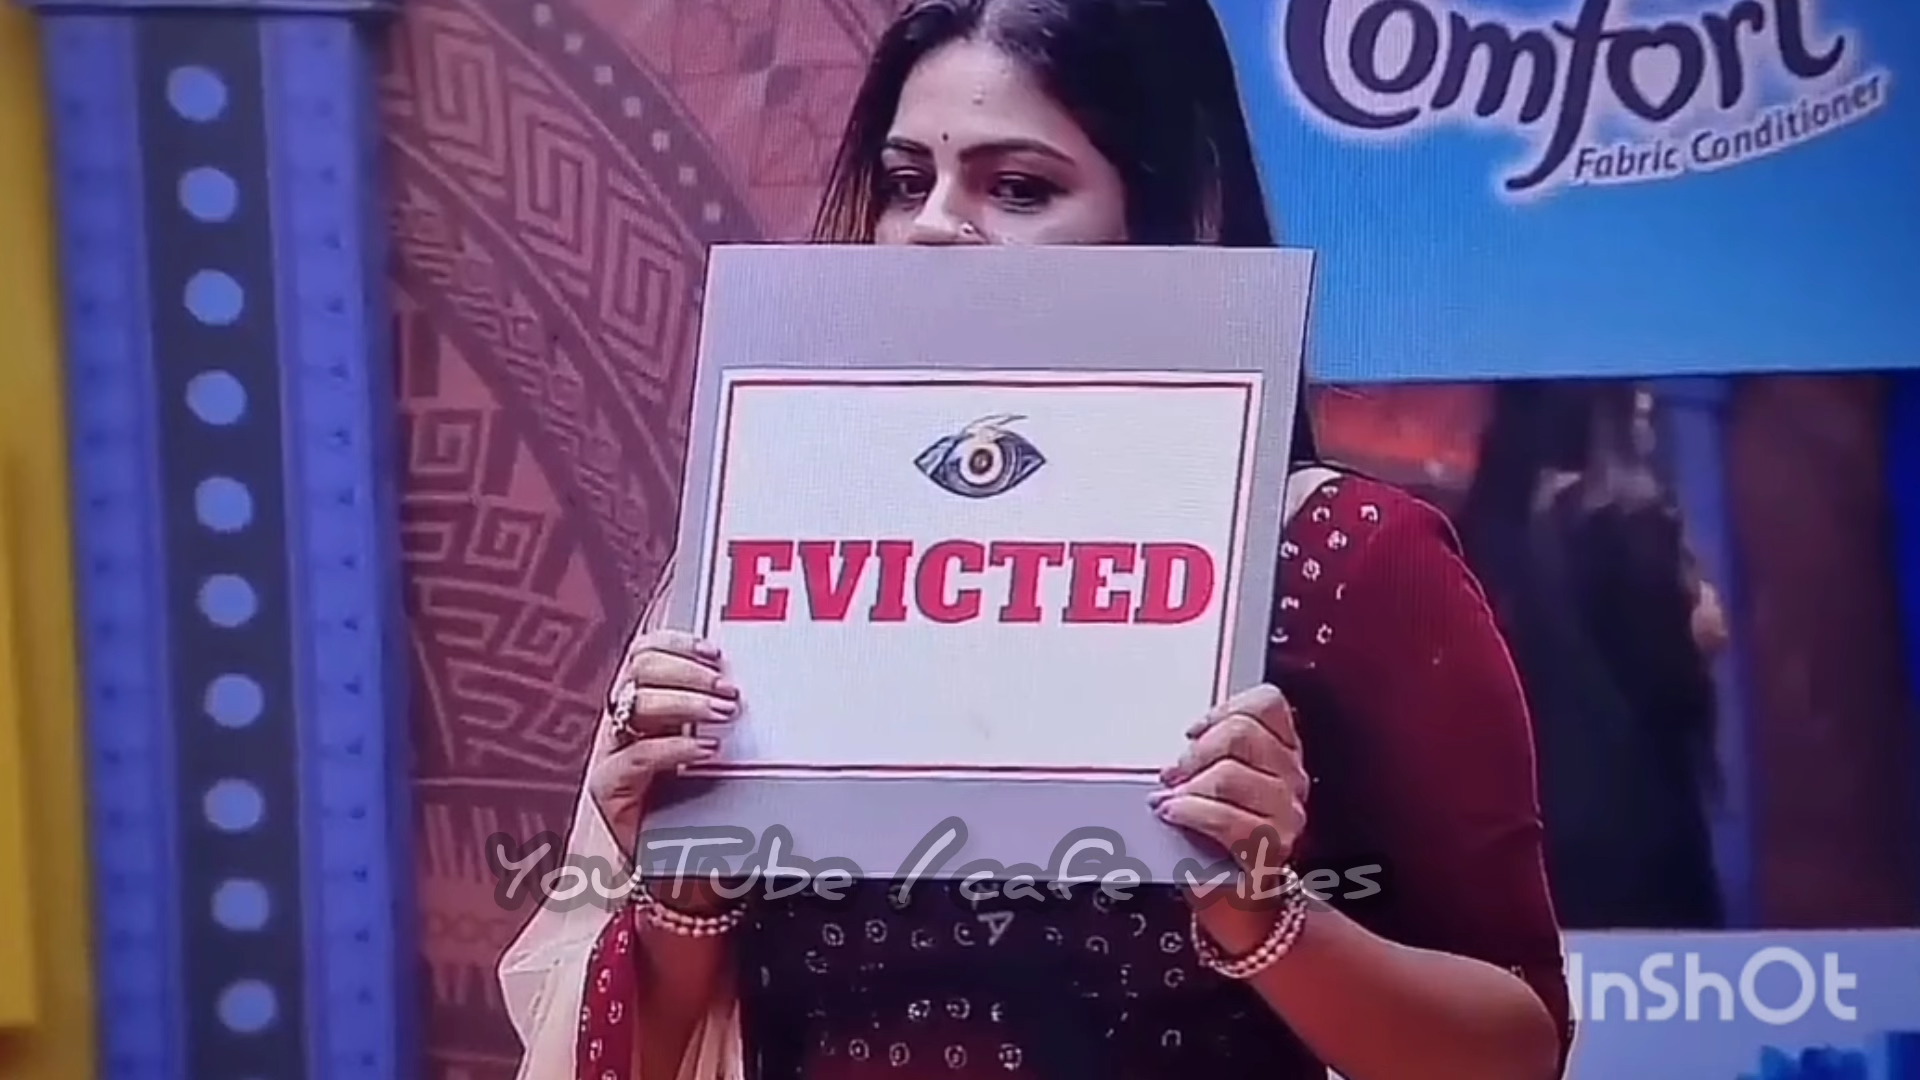 Comfort
Fabric Conditioner
EVICTED
YouTube / cafe vibes
InShOt